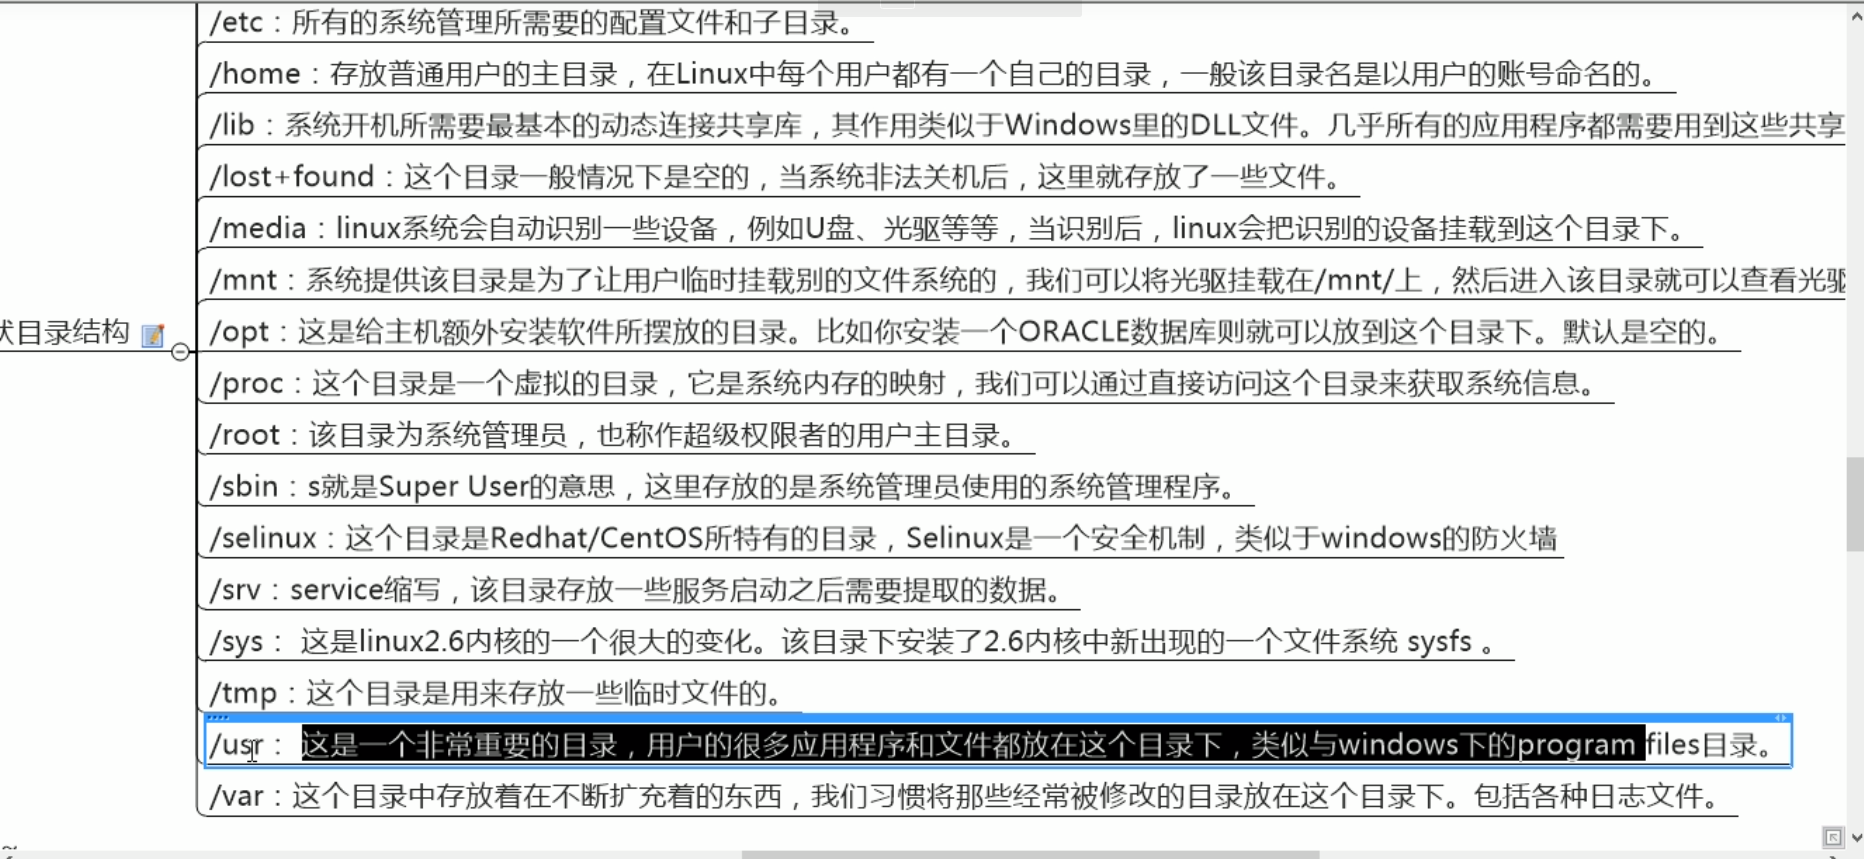 /etc：所有的系统管理所需要的配置文件和子目录。
/home：存放普通用户的主目录，在Linux中每个用户都有一个自己的目录，一般该目录名是以用户的账号命名的。
/lib：系统开机所需要最基本的动态连接共享库，其作用类似于Windows里的DLL文件。几乎所有的应用程序都需要用到这些共享
/lost+found：这个目录一般情况下是空的，当系统非法关机后，这里就存放了一些文件。
/media：linux系统会自动识别一些设备，例如U盘、光驱等等，当识别后，linux会把识别的设备挂载到这个目录下。
/mnt：系统提供该目录是为了让用户临时挂载别的文件系统的，我们可以将光驱挂载在/mnt/上，然后进入该目录就可以查看光驱
状目录结构
/opt：这是给主机额外安装软件所摆放的目录。比如你安装一个ORACLE数据库则就可以放到这个目录下。默认是空的。
/proc：这个目录是一个虚拟的目录，它是系统内存的映射，我们可以通过直接访问这个目录来获取系统信息。
/root：该目录为系统管理员，也称作超级权限者的用户主目录。
/sbin：s就是Super User的意思，这里存放的是系统管理员使用的系统管理程序。
/selinux：这个目录是Redhat/CentOS所特有的目录，Selinux是一个安全机制，类似于windows的防火墙
/srv：service缩写，该目录存放一些服务启动之后需要提取的数据。
/sys： 这是linux2.6内核的一个很大的变化。该目录下安装了2.6内核中新出现的一个文件系统 sysfs 。
/tmp：这个目录是用来存放一些临时文件的。
/usr： 这是一个非常重要的目录，用户的很多应用程序和文件都放在这个目录下，类似与windows下的program files目录。
/var：这个目录中存放着在不断扩充着的东西，我们习惯将那些经常被修改的目录放在这个目录下。包括各种日志文件。